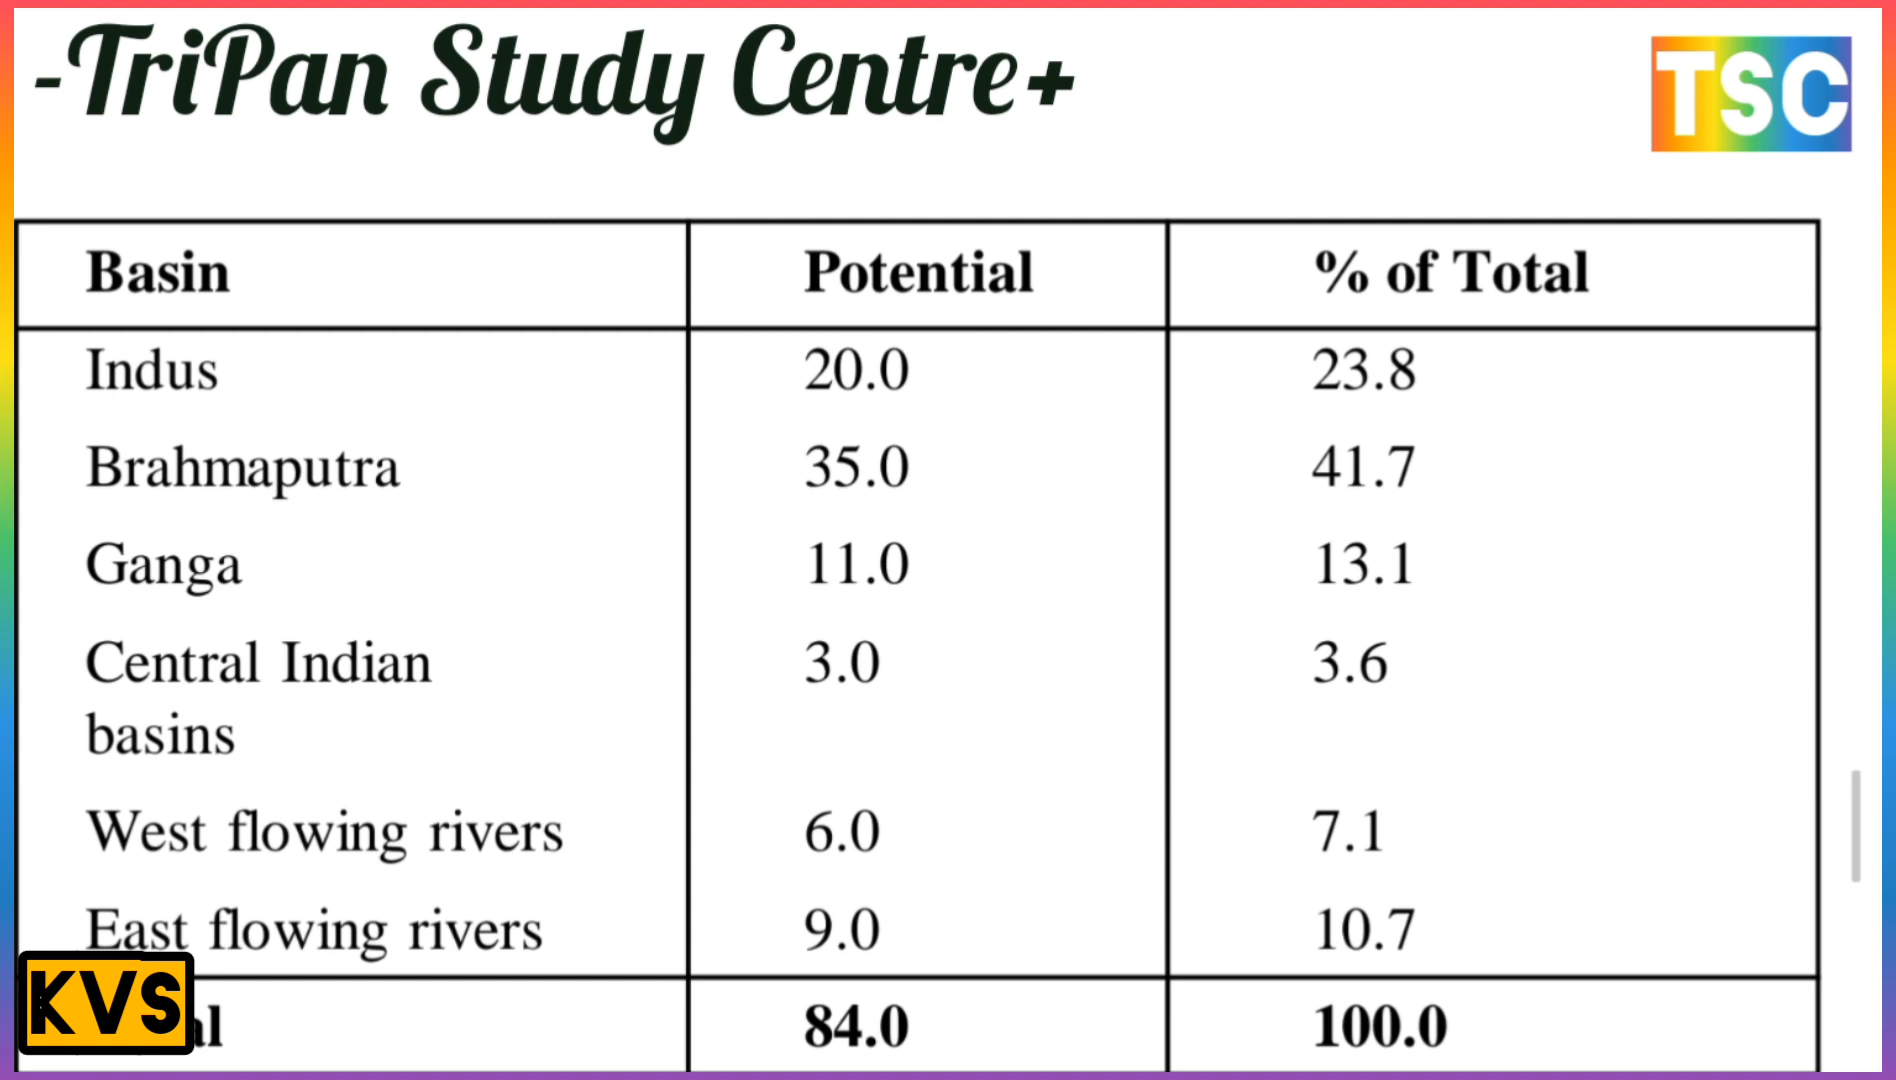 -TriPan Study Centre+
TSC
Basin Potential % of Total
Indus 20.0 23.8
Brahmaputra 35.0 41.7
Ganga 11.0 13.1
Central Indian 3.0 3.6
basins
West flowing rivers 6.0 7.1
East flowing rivers 9.0 10.7
KVS
84.0 100.0